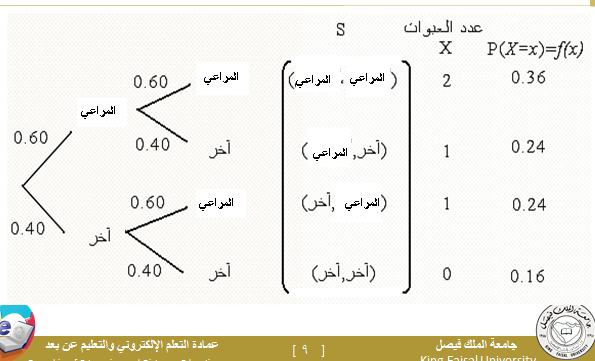 S عدد العبوات
X P(X=x)=f(x)
0.60 المراعي (المراعي ، المراعي) 2 0.36
0.60 المراعي
0.40 آخر (المراعي ,آخر) 1 0.24
0.60 المراعي (آخر, المراعي) 1 0.24
0.40 آخر
0.40 آخر (آخر,آخر) 0 0.16
جامعة الملك فيصل [ ٩ ] عمادة التعلم الإلكتروني والتعليم عن بعد
King Faisal University